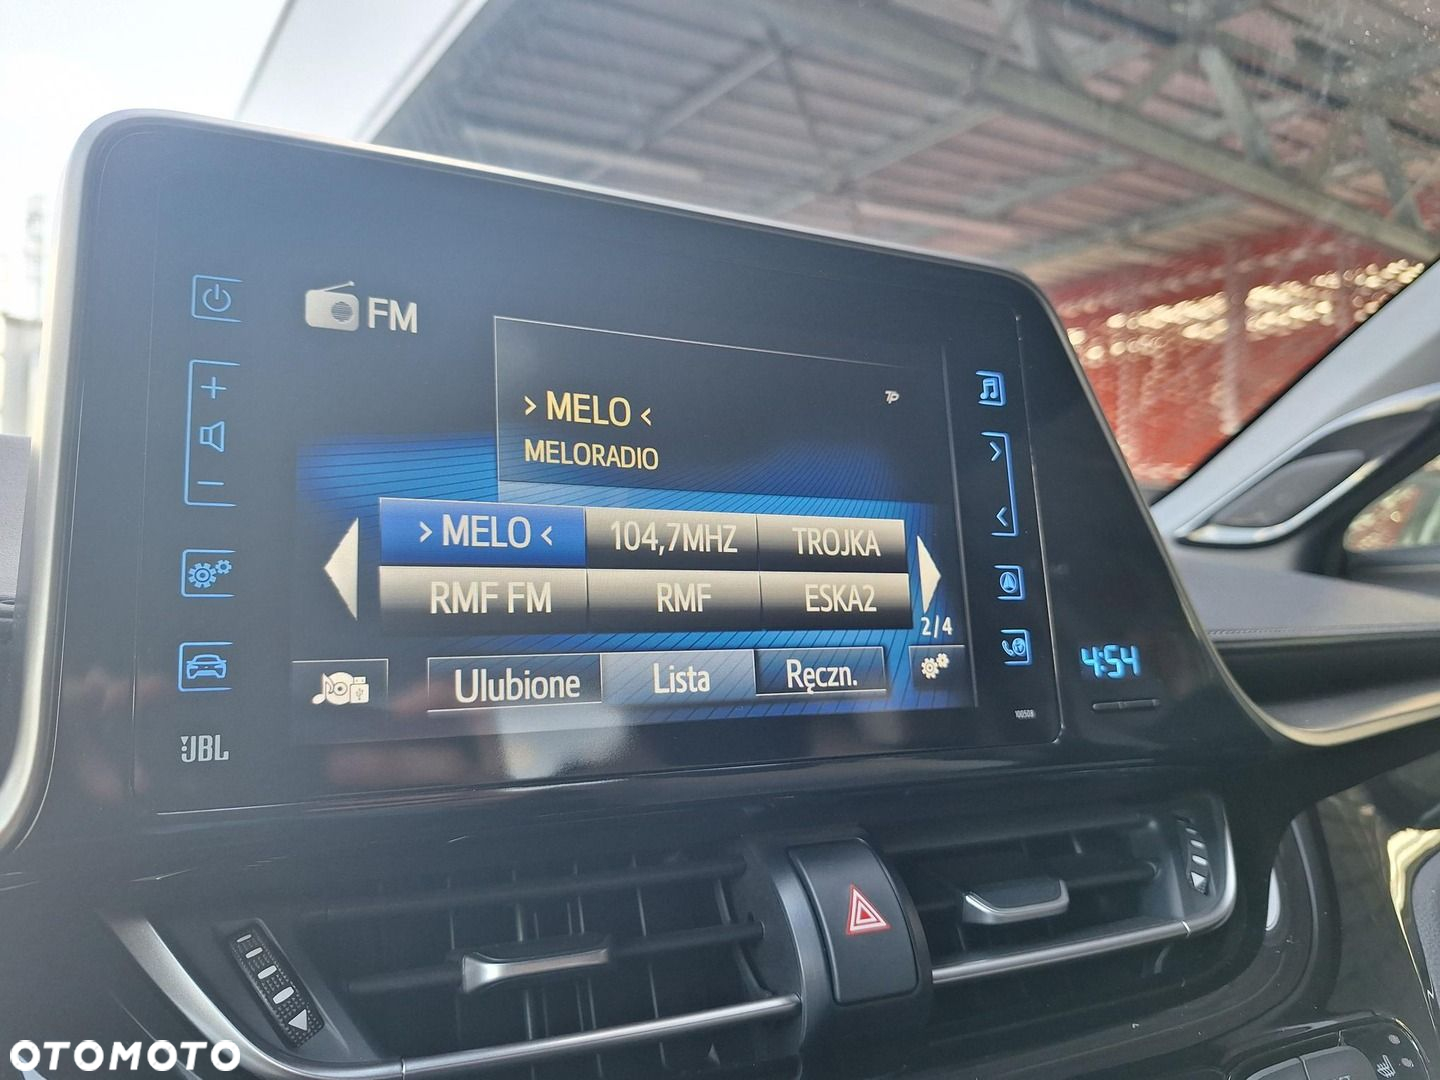 FM
> MELO <
TP
MELORADIO
> MELO < 104,7MHZ TROJKA
RMF FM RMF ESKA2
2/4
Ulubione Lista Ręczn.
4:54
100508
JBL
OTOMOTO